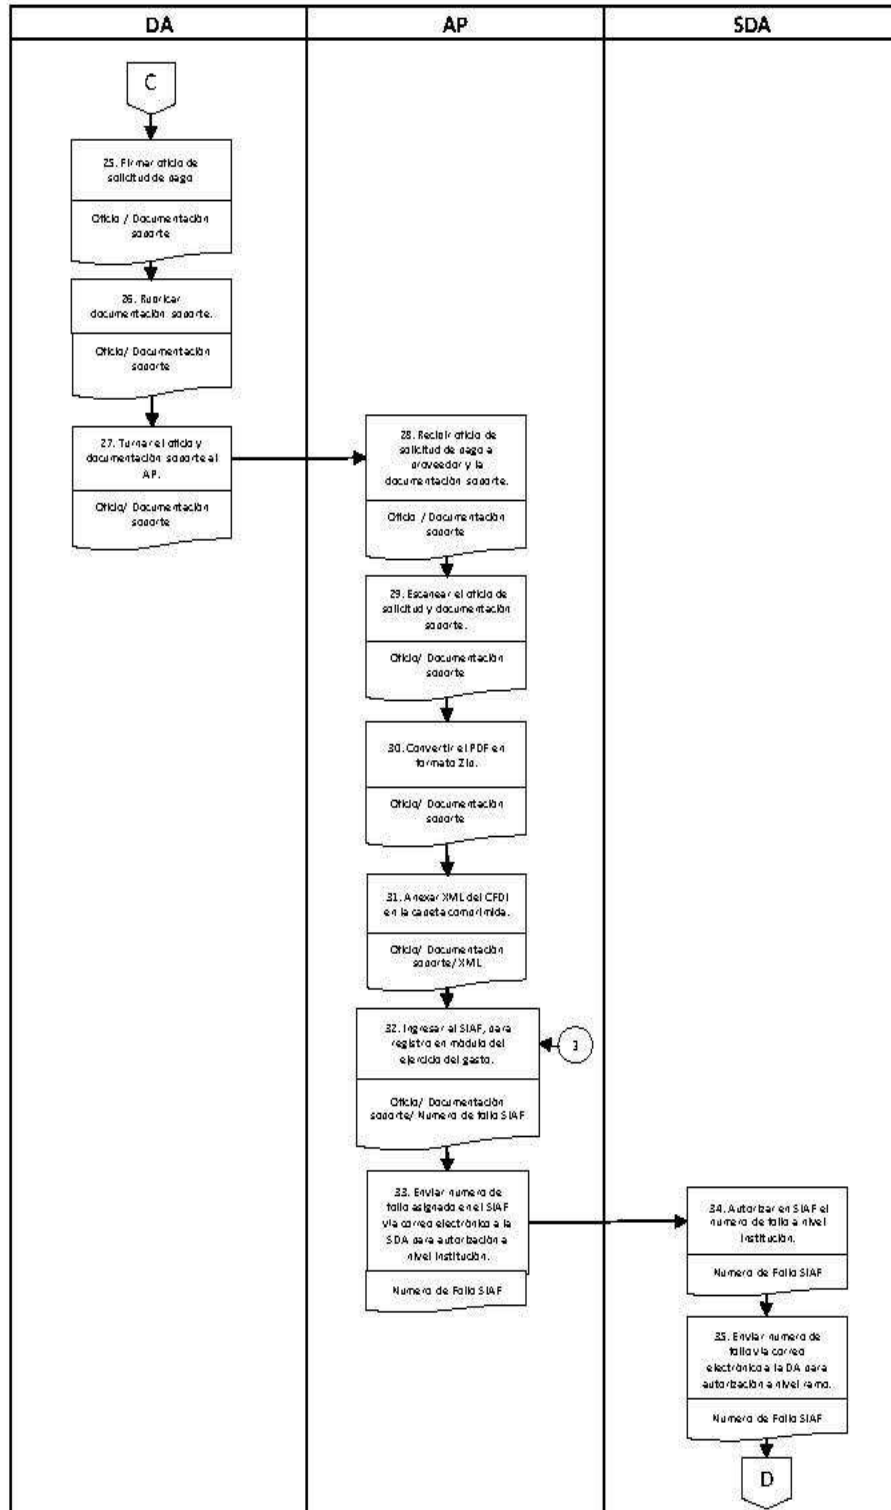 DA
AP
SDA
C
25. Firmar oficio de
solicitud de pago
Oficio / Documentación
soporte
26. Rubricar
documentación soporte.
Oficio/ Documentación
soporte
27. Turnar el oficio y
documentación soporte al
AP.
Oficio/ Documentación
soporte
28. Recibir oficio de
solicitud de pago a
proveedor y la
documentación soporte.
Oficio / Documentación
soporte
29. Escanear el oficio de
solicitud y documentación
soporte.
Oficio/ Documentación
soporte
30. Convertir el PDF en
formato Zip.
Oficio/ Documentación
soporte
31. Anexar XML del CFDI
en la capeta comprimida.
Oficio/ Documentación
soporte/XML
32. Ingresar al SIAF, para
registro en módulo del
ejercicio del gasto.
3
Oficio/ Documentación
soporte/ Numero de folio SIAF
33. Enviar numero de
folio asignado en el SIAF
vía correo electrónico a la
SDA para autorización a
nivel institución.
Numero de Folio SIAF
34. Autorizar en SIAF el
numero de folio a nivel
institución.
Numero de Folio SIAF
35. Enviar numero de
folio vía correo
electrónico a la DA para
autorización a nivel ramo.
Numero de Folio SIAF
D